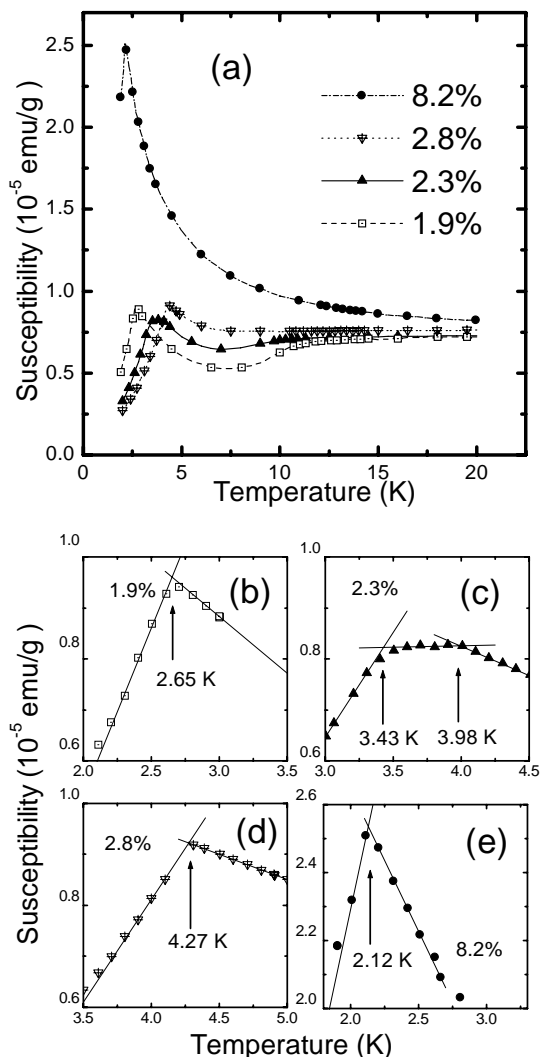 (a)
Susceptibility (10⁻⁵ emu/g)
2.5
2.0
1.5
1.0
0.5
0.0
8.2%
2.8%
2.3%
1.9%
0 5 10 15 20
Temperature (K)
Susceptibility (10⁻⁵ emu/g)
(b)
1.0
0.8
0.6
1.9%
2.65 K
2.0 2.5 3.0 3.5
(c)
1.0
0.8
0.6
2.3%
3.43 K 3.98 K
3.0 3.5 4.0 4.5
(d)
1.0
0.8
0.6
2.8%
4.27 K
3.5 4.0 4.5 5.0
(e)
2.6
2.4
2.2
2.0
2.12 K
8.2%
2.0 2.5 3.0
Temperature (K)